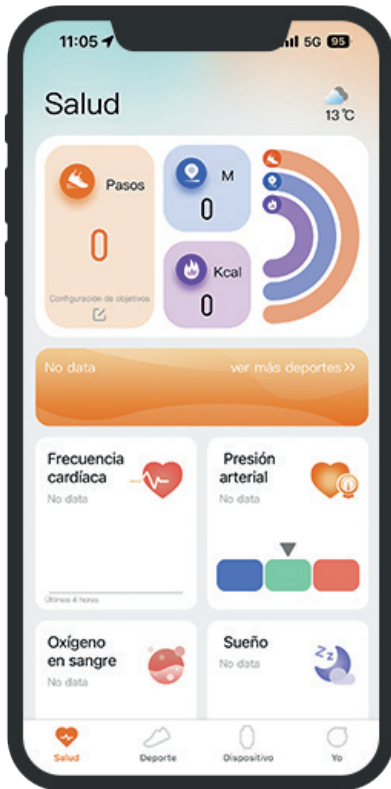 11:05
5G 95
Salud
13 ℃
Pasos
0
Configuración de objetivos
M
0
Kcal
0
No data
ver más deportes >>
Frecuencia
cardíaca
No data
Últimas 4 horas
Presión
arterial
No data
Oxígeno
en sangre
No data
Sueño
No data
Zz
Salud
Deporte
Dispositivo
Yo